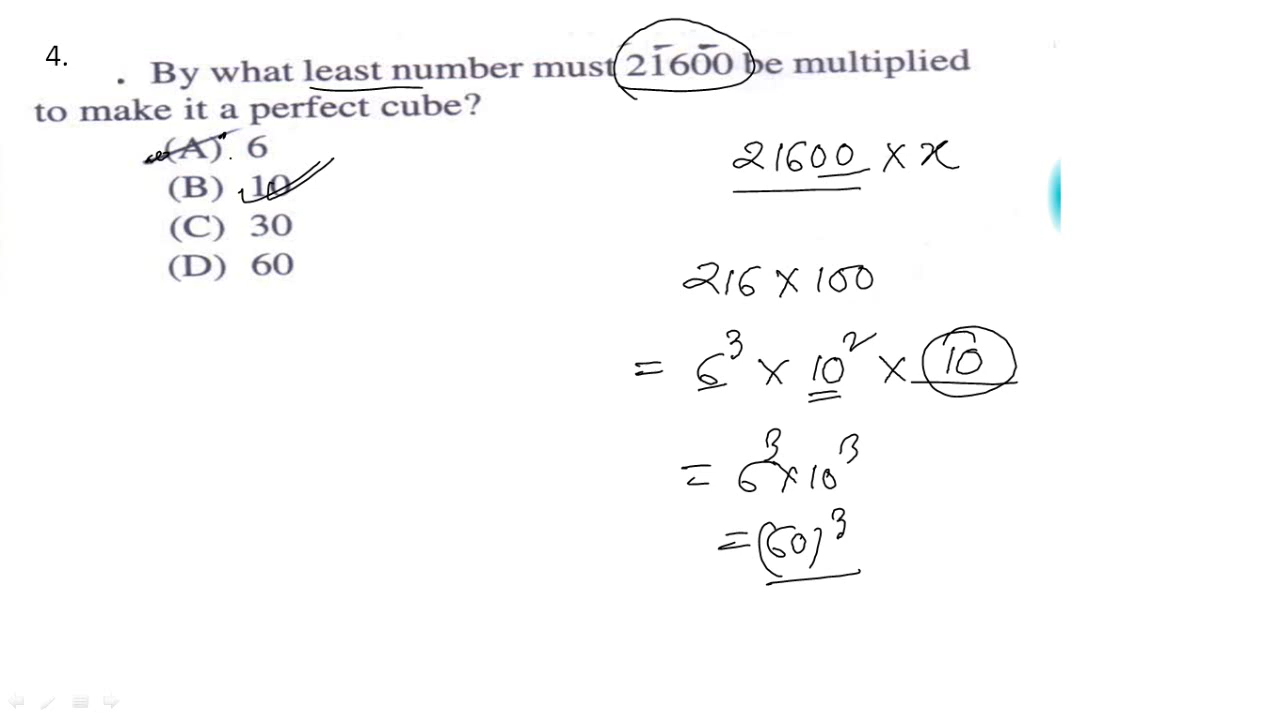 4.
. By what least number must 21600 be multiplied
to make it a perfect cube?
(A) 6
(B) 10
(C) 30
(D) 60
21600 × x
216 × 100
= 6³ × 10² × 10
= 6³ × 10³
= (60)³